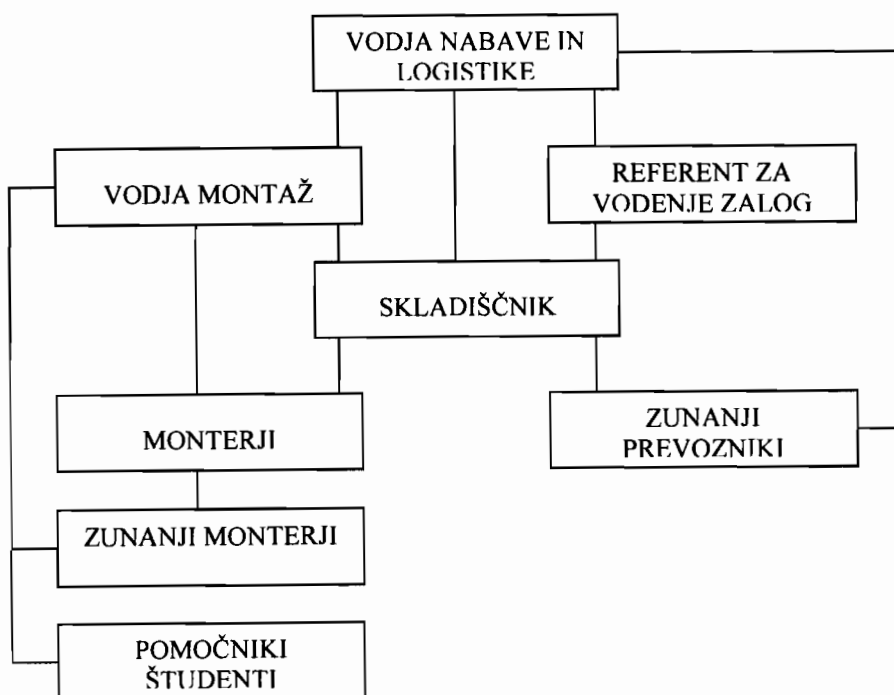 VODJA NABAVE IN
LOGISTIKE
VODJA MONTAŽ
REFERENT ZA
VODENJE ZALOG
SKLADIŠČNIK
MONTERJI
ZUNANJI
PREVOZNIKI
ZUNANJI MONTERJI
POMOČNIKI
ŠTUDENTI